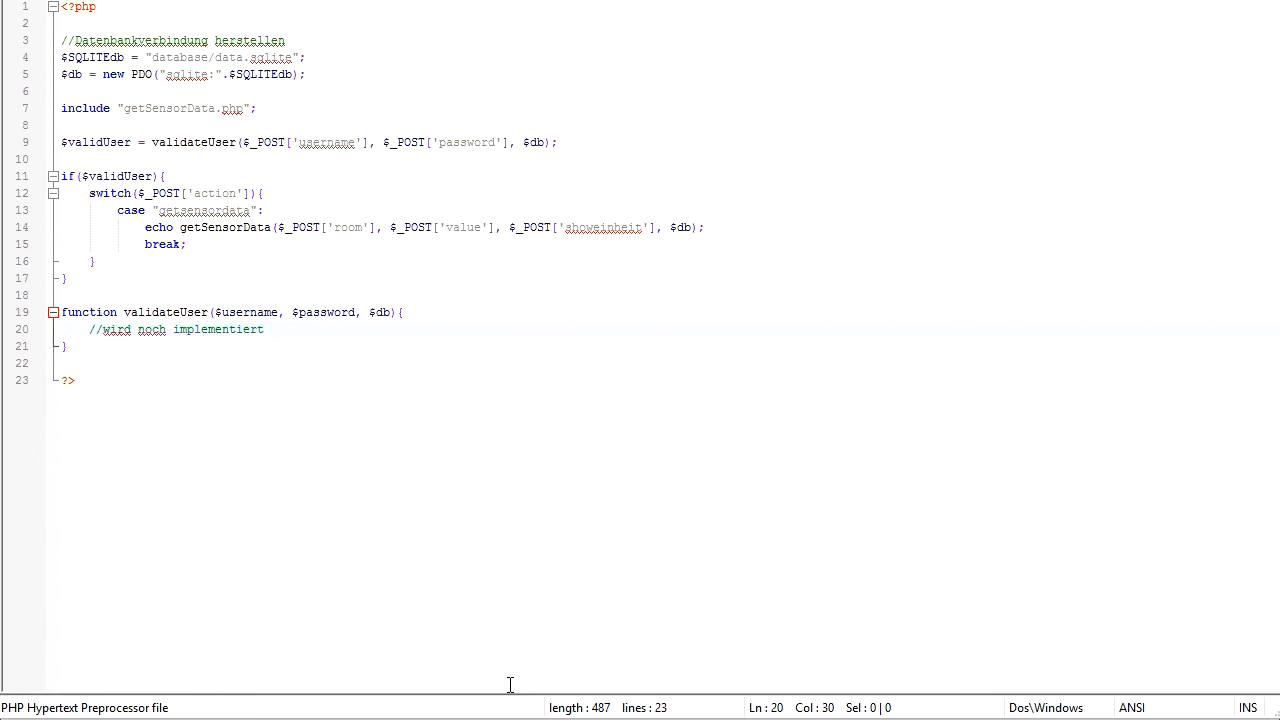 1 <?php
2
3 //Datenbankverbindung herstellen
4 $SQLITEdb = "database/data.sqlite";
5 $db = new PDO("sqlite:".$SQLITEdb);
6
7 include "getSensorData.php";
8
9 $validUser = validateUser($_POST['username'], $_POST['password'], $db);
10
11 if($validUser){
12 switch($_POST['action']){
13 case "getsensordata":
14 echo getSensorData($_POST['room'], $_POST['value'], $_POST['showeinheit'], $db);
15 break;
16 }
17 }
18
19 function validateUser($username, $password, $db){
20 //wird noch implementiert
21 }
22
23 ?>
PHP Hypertext Preprocessor file length : 487 lines : 23 Ln : 20 Col : 30 Sel : 0 | 0 Dos\Windows ANSI INS